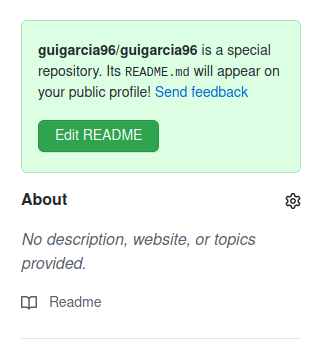 guigarcia96/guigarcia96 is a special
repository. Its README.md will appear on
your public profile! Send feedback
Edit README
About
No description, website, or topics
provided.
Readme